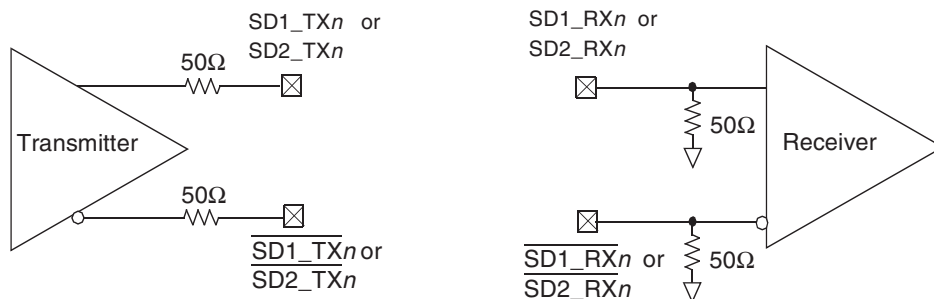 SD1_TXn or
SD2_TXn
50Ω
Transmitter
50Ω
SD1_TXn or
SD2_TXn
SD1_RXn or
SD2_RXn
50Ω
Receiver
SD1_RXn or
SD2_RXn
50Ω